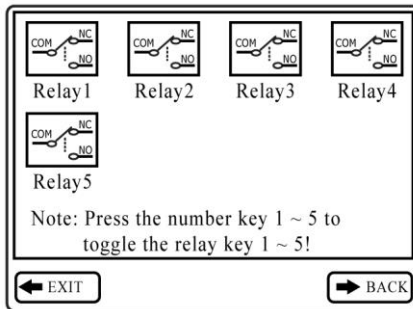 COM NC NO COM NC NO COM NC NO COM NC NO
Relay1 Relay2 Relay3 Relay4
COM NC NO
Relay5
Note: Press the number key 1 ~ 5 to
toggle the relay key 1 ~ 5!
EXIT BACK